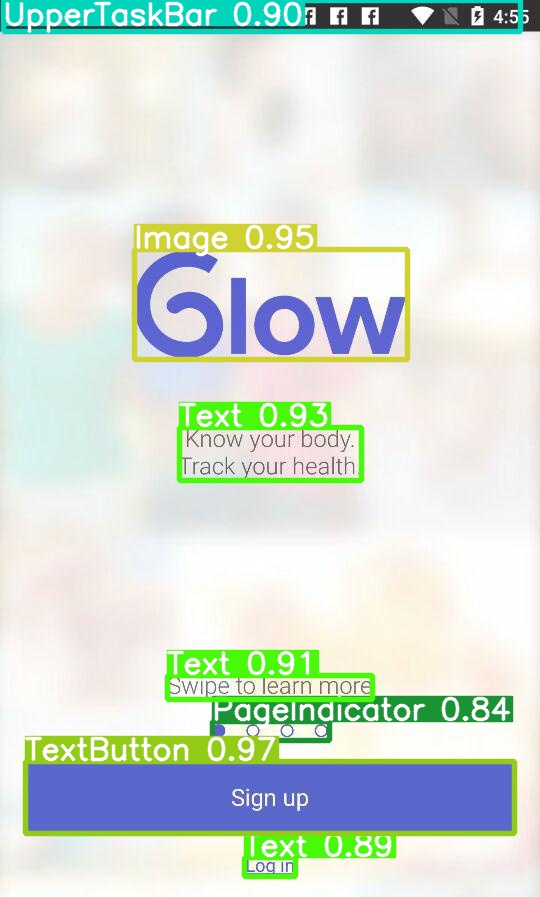 UpperTaskBar 0.90
4:55
Image 0.95
Glow
Text 0.93
Know your body.
Track your health.
Text 0.91
Swipe to learn more
PageIndicator 0.84
TextButton 0.97
Sign up
Text 0.89
Log in